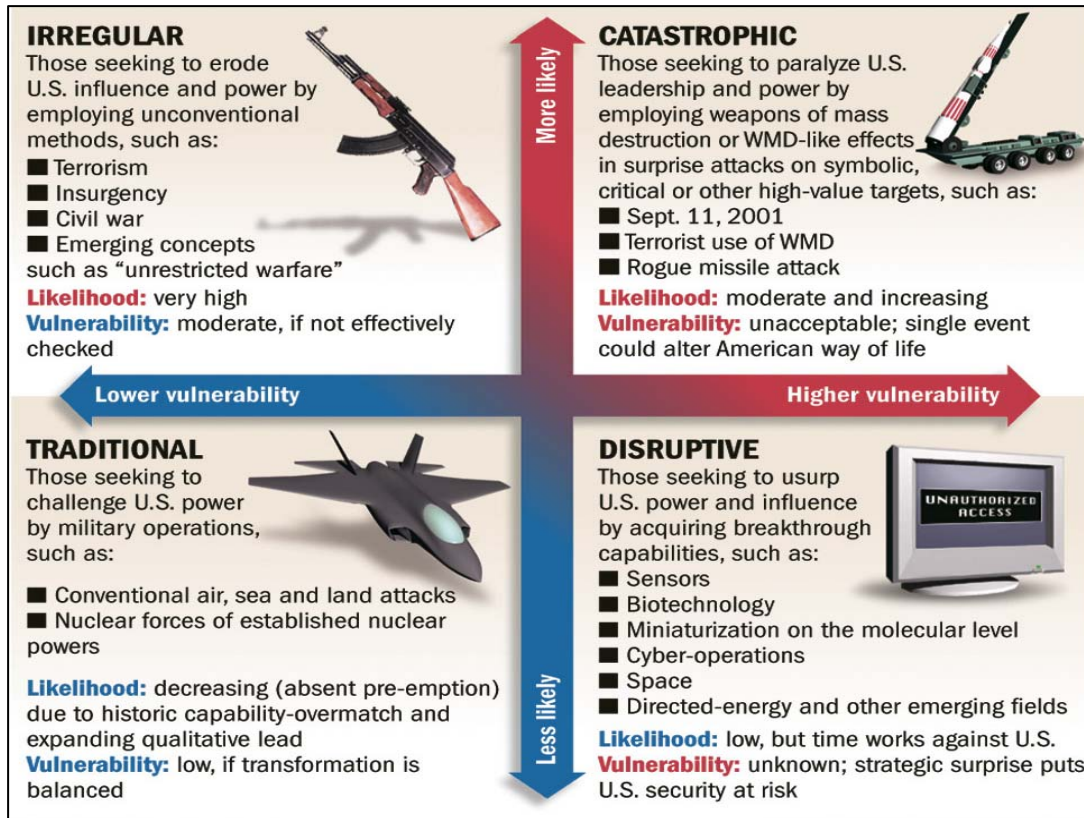 IRREGULAR
Those seeking to erode
U.S. influence and power by
employing unconventional
methods, such as:
■ Terrorism
■ Insurgency
■ Civil war
■ Emerging concepts
such as “unrestricted warfare”
Likelihood: very high
Vulnerability: moderate, if not effectively
checked
More likely
CATASTROPHIC
Those seeking to paralyze U.S.
leadership and power by
employing weapons of mass
destruction or WMD-like effects
in surprise attacks on symbolic,
critical or other high-value targets, such as:
■ Sept. 11, 2001
■ Terrorist use of WMD
■ Rogue missile attack
Likelihood: moderate and increasing
Vulnerability: unacceptable; single event
could alter American way of life
Lower vulnerability
Higher vulnerability
TRADITIONAL
Those seeking to
challenge U.S. power
by military operations,
such as:
■ Conventional air, sea and land attacks
■ Nuclear forces of established nuclear
powers
Likelihood: decreasing (absent pre-emption)
due to historic capability-overmatch and
expanding qualitative lead
Vulnerability: low, if transformation is
balanced
Less likely
DISRUPTIVE
Those seeking to usurp
U.S. power and influence
by acquiring breakthrough
capabilities, such as:
■ Sensors
■ Biotechnology
■ Miniaturization on the molecular level
■ Cyber-operations
■ Space
■ Directed-energy and other emerging fields
Likelihood: low, but time works against U.S.
Vulnerability: unknown; strategic surprise puts
U.S. security at risk
UNAUTHORIZED
ACCESS